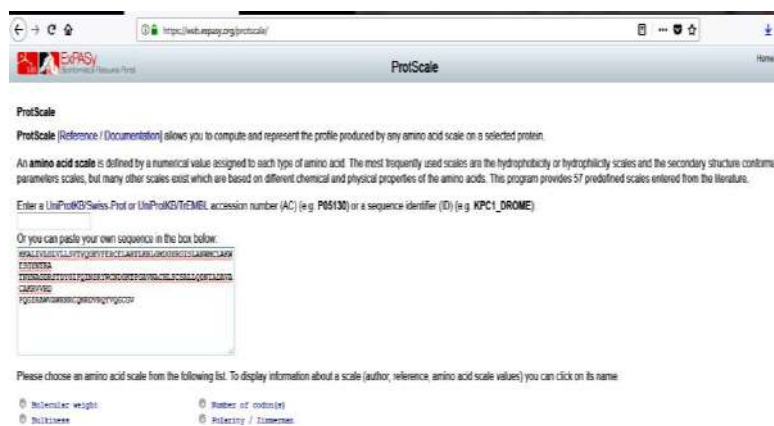 https://web.expasy.org/protscale/
ExPASy
Bioinformatics Resource Portal
ProtScale
Home
ProtScale
ProtScale [Reference / Documentation] allows you to compute and represent the profile produced by any amino acid scale on a selected protein.
An amino acid scale is defined by a numerical value assigned to each type of amino acid. The most frequently used scales are the hydrophobicity or hydrophilicity scales and the secondary structure conforma
parameters scales, but many other scales exist which are based on different chemical and physical properties of the amino acids. This program provides 57 predefined scales entered from the literature.
Enter a UniProtKB/Swiss-Prot or UniProtKB/TrEMBL accession number (AC) (e.g. P05130) or a sequence identifier (ID) (e.g. KPC1_DROME):
Or you can paste your own sequence in the box below:
Please choose an amino acid scale from the following list. To display information about a scale (author, reference, amino acid scale values) you can click on its name
Molecular weight
Number of codon(s)
Bulkiness
Polarity / Zimmerman